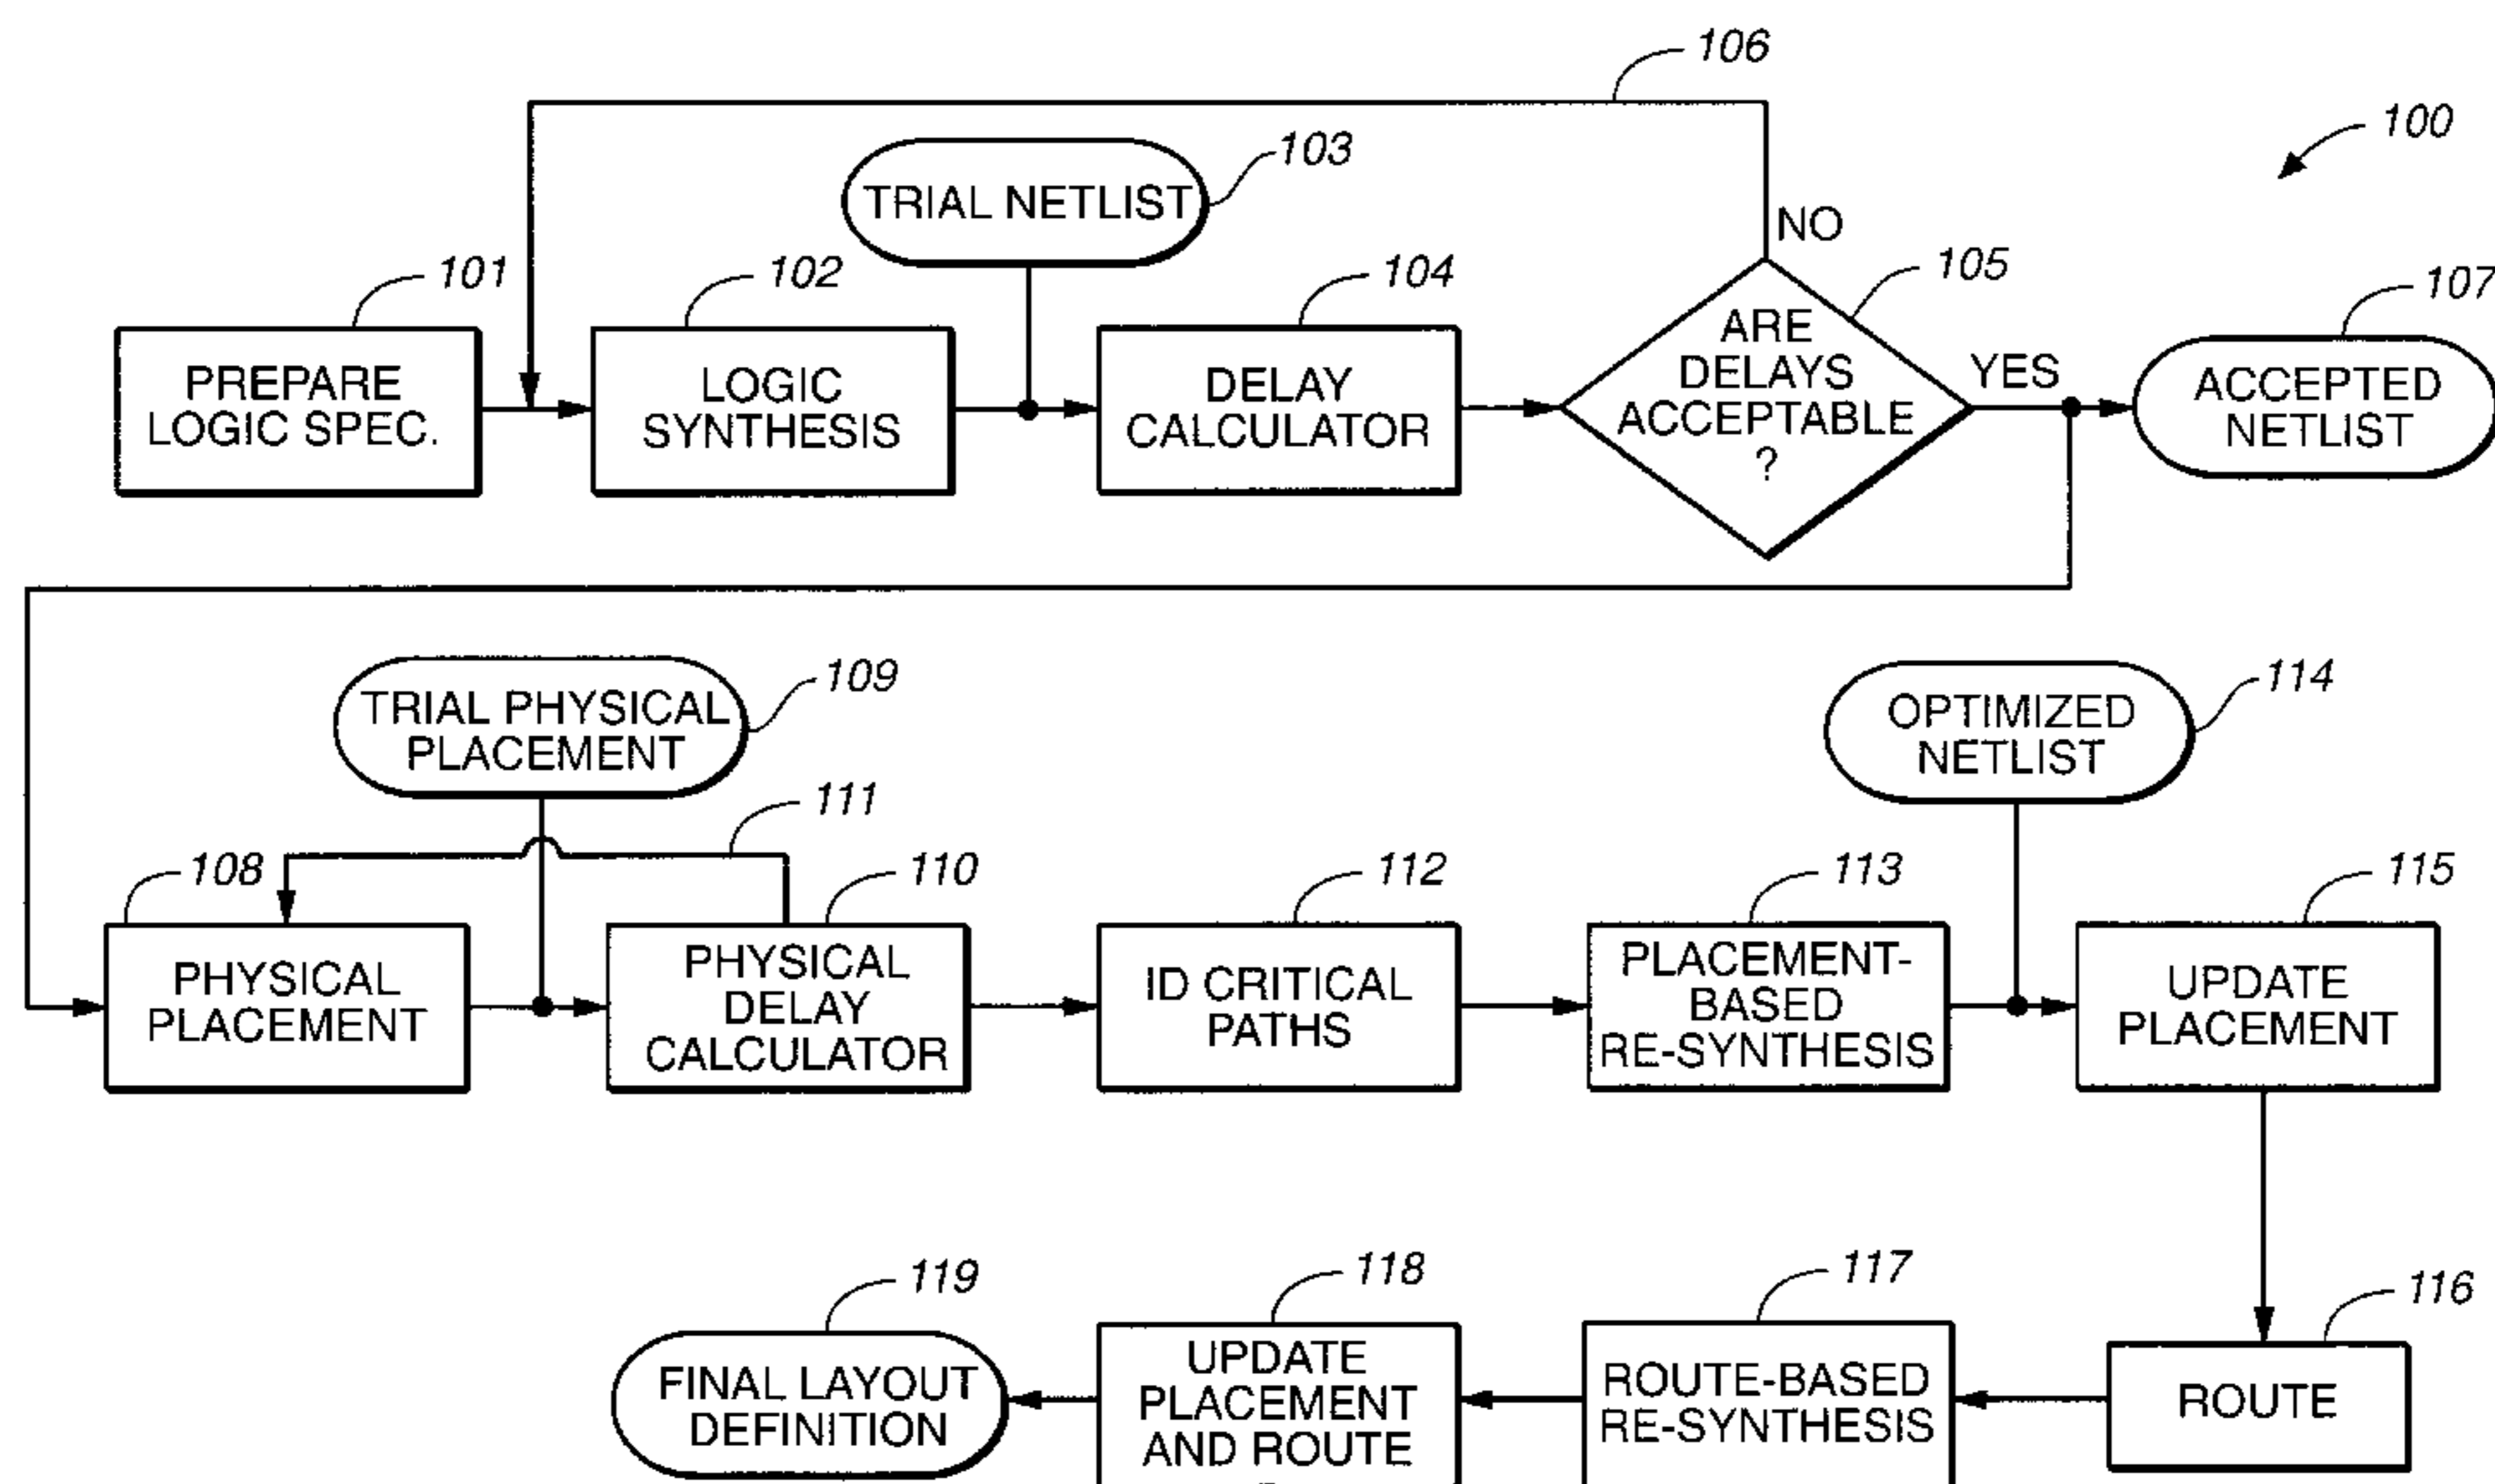 106
100
103
TRIAL NETLIST
NO
101
102
104
105
107
PREPARE
LOGIC SPEC.
LOGIC
SYNTHESIS
DELAY
CALCULATOR
ARE
DELAYS
ACCEPTABLE
?
YES
ACCEPTED
NETLIST
109
TRIAL PHYSICAL
PLACEMENT
114
OPTIMIZED
NETLIST
111
108
110
112
113
115
PHYSICAL
PLACEMENT
PHYSICAL
DELAY
CALCULATOR
ID CRITICAL
PATHS
PLACEMENT-
BASED
RE-SYNTHESIS
UPDATE
PLACEMENT
119
118
117
116
FINAL LAYOUT
DEFINITION
UPDATE
PLACEMENT
AND ROUTE
ROUTE-BASED
RE-SYNTHESIS
ROUTE